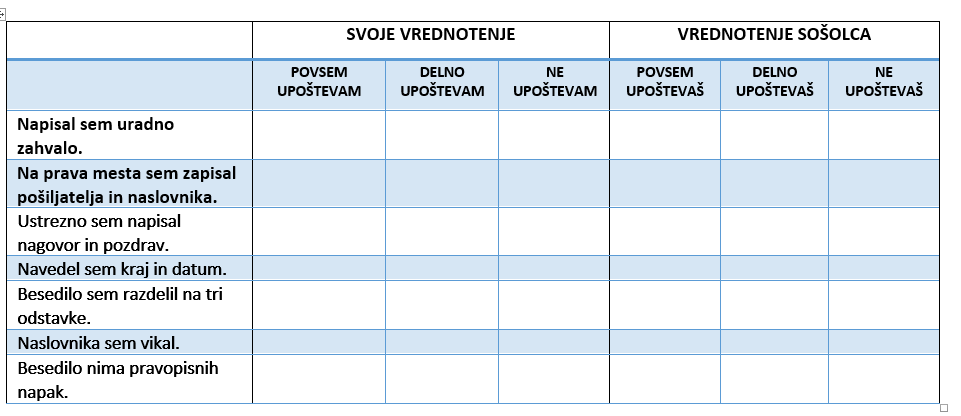 SVOJE VREDNOTENJE VREDNOTENJE SOŠOLCA
POVSEM UPOŠTEVAM
DELNO UPOŠTEVAM
NE UPOŠTEVAM
POVSEM UPOŠTEVAŠ
DELNO UPOŠTEVAŠ
NE UPOŠTEVAŠ
Napisal sem uradno
zahvalo.
Na prava mesta sem zapisal
pošiljatelja in naslovnika.
Ustrezno sem napisal
nagovor in pozdrav.
Navedel sem kraj in datum.
Besedilo sem razdelil na tri
odstavke.
Naslovnika sem vikal.
Besedilo nima pravopisnih
napak.